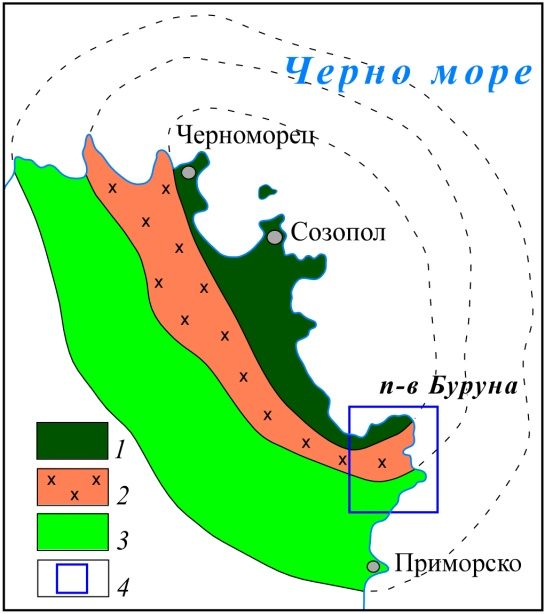 Черно море
Черноморец
Созопол
п-в Буруна
1
2
3
4
Приморско